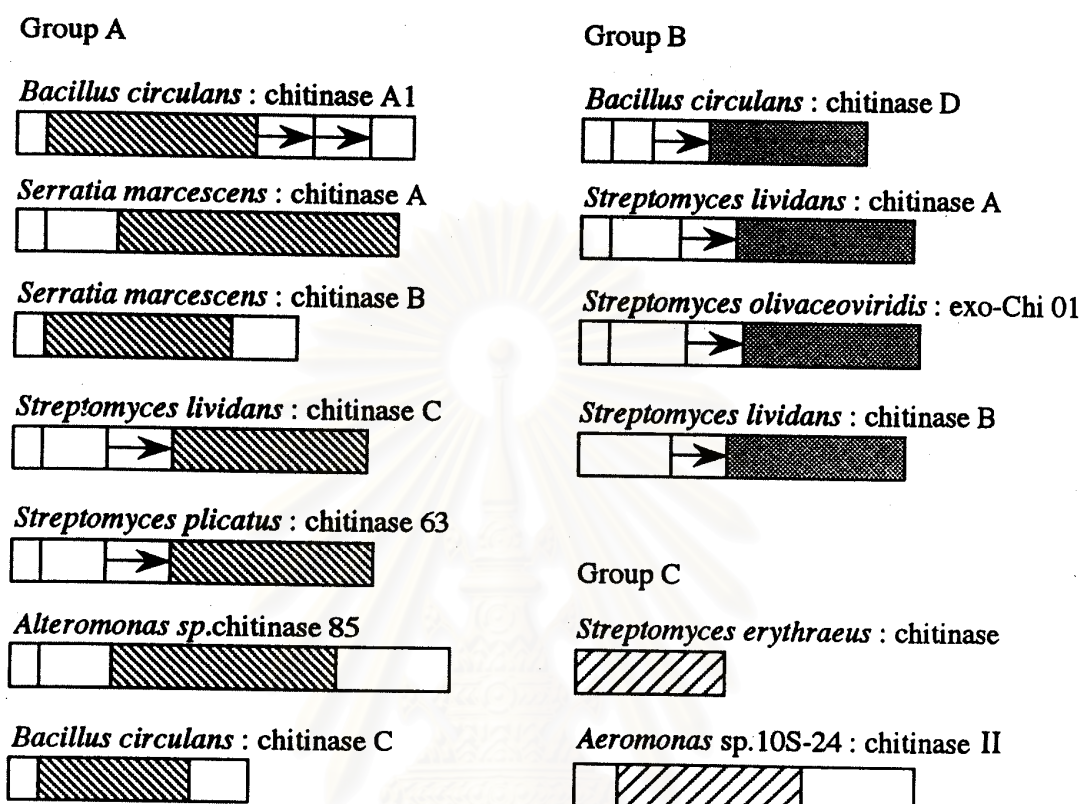 Group A
Bacillus circulans : chitinase A1
Serratia marcescens : chitinase A
Serratia marcescens : chitinase B
Streptomyces lividans : chitinase C
Streptomyces plicatus : chitinase 63
Alteromonas sp.chitinase 85
Bacillus circulans : chitinase C
Group B
Bacillus circulans : chitinase D
Streptomyces lividans : chitinase A
Streptomyces olivaceoviridis : exo-Chi 01
Streptomyces lividans : chitinase B
Group C
Streptomyces erythraeus : chitinase
Aeromonas sp.10S-24 : chitinase II